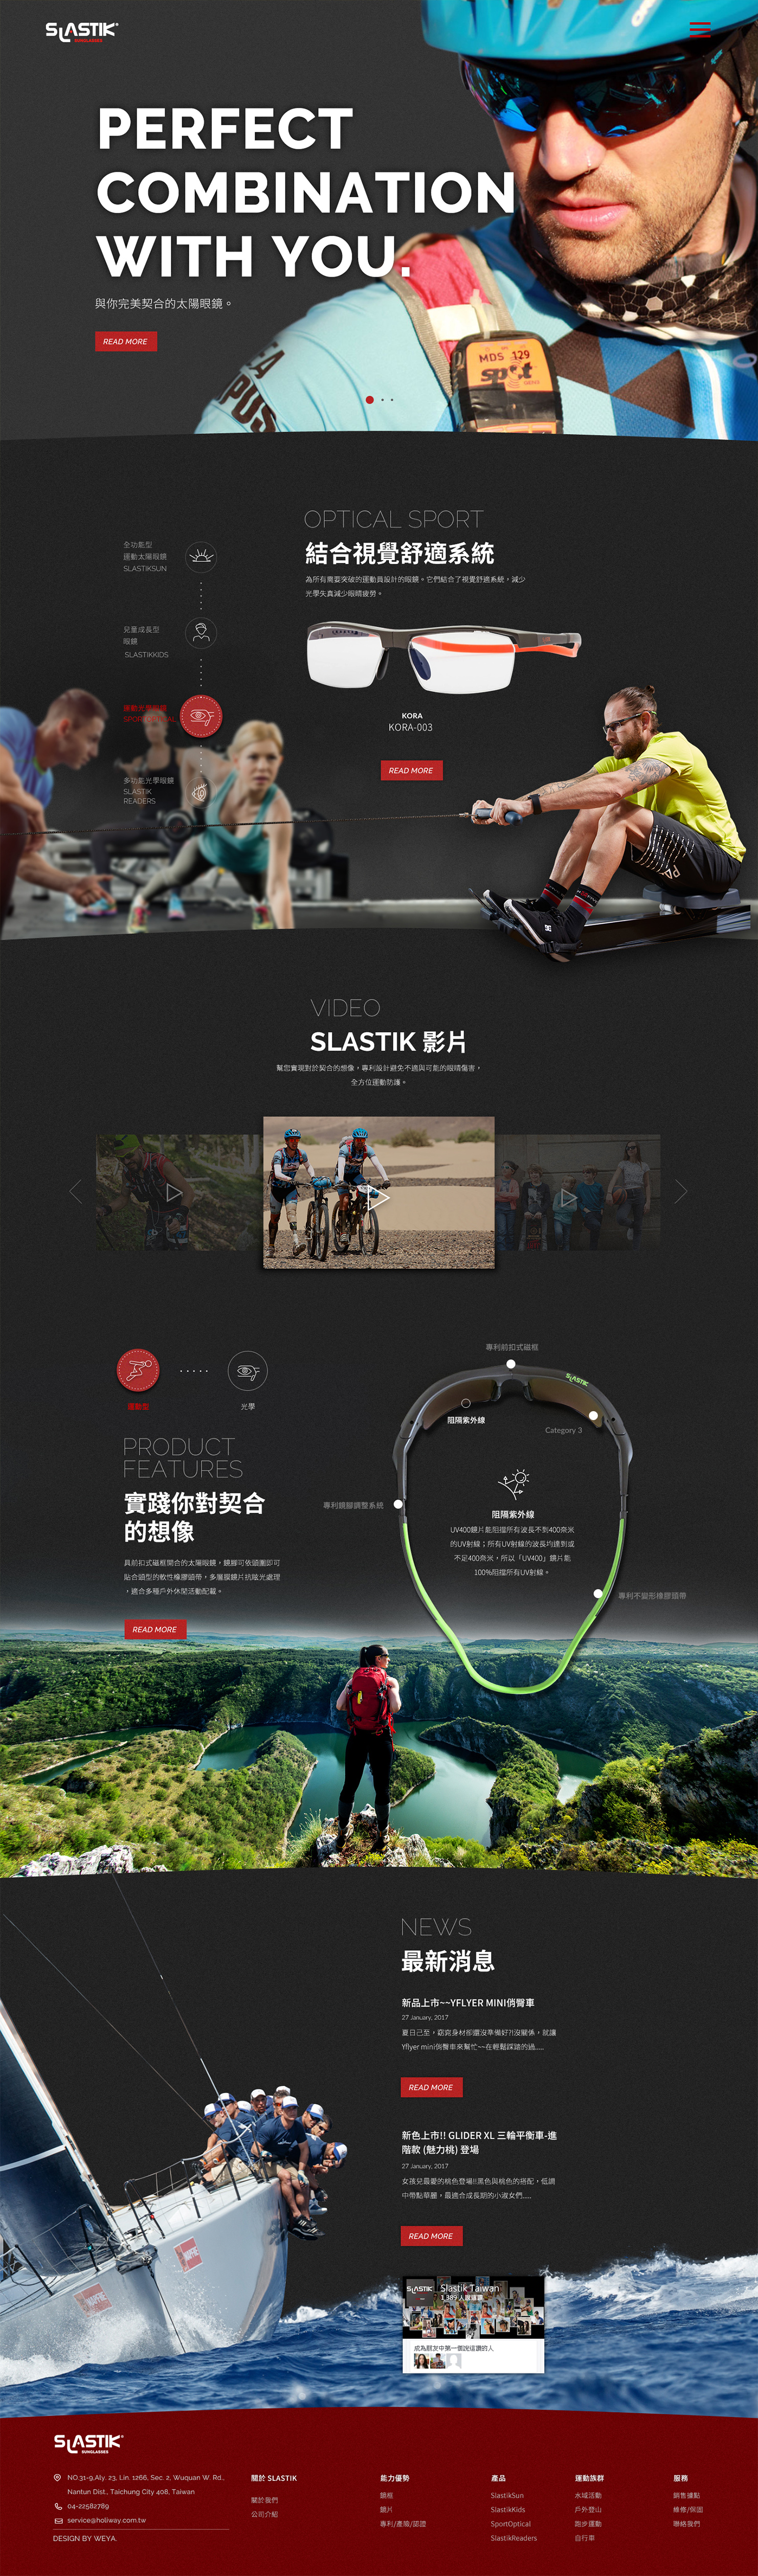 SLASTIK
SUNGLASSES
PERFECT
COMBINATION
WITH YOU.
與你完美契合的太陽眼鏡。
READ MORE
MDS 129
spot
OPTICAL SPORT
結合視覺舒適系統
為所有需要突破的運動員設計的眼鏡。它們結合了視覺舒適系統，減少
光學失真減少眼睛疲勞。
全功能型
運動太陽眼鏡
SLASTIKSUN
兒童成長型
眼鏡
SLASTIKKIDS
多功能光學眼鏡
SLASTIK
READERS
KORA
KORA-003
READ MORE
VIDEO
SLASTIK 影片
幫您實現對於契合的想像，專利設計避免不適與可能的眼睛傷害，
全方位運動防護。
運動型
光學
PRODUCT
FEATURES
實踐你對契合
的想像
具前扣式磁框開合的太陽眼鏡，鏡腳可依頭圍即可
貼合頭型的軟性橡膠頭帶，多層膜鏡片抗眩光處理
，適合多種戶外休閒活動配戴。
READ MORE
專利前扣式磁框
SLASTIK
阻隔紫外線
Category 3
專利鏡腳調整系統
阻隔紫外線
UV400鏡片能阻擋所有波長不到400奈米
的UV射線；所有UV射線的波長均達到或
不足400奈米，所以「UV400」鏡片能
100%阻擋所有UV射線。
專利不變形橡膠頭帶
NEWS
最新消息
新品上市~~YFLYER MINI俏臀車
27 January, 2017
夏日己至，窈窕身材卻還沒準備好?!沒關係，就讓
Yflyer mini俏臀車來幫忙~~在輕鬆踩踏的過.....
READ MORE
新色上市!! GLIDER XL 三輪平衡車-進
階款 (魅力桃) 登場
27 January, 2017
女孩兒最愛的桃色登場!!黑色與桃色的搭配，低調
中帶點華麗，最適合成長期的小淑女們.....
READ MORE
SLASTIK
Slastik Taiwan
1,389 人說這讚
成為朋友中第一個說這讚的人
SLASTIK
SUNGLASSES
NO.31-9,Aly. 23, Lin. 1266, Sec. 2, Wuquan W. Rd.,
Nantun Dist., Taichung City 408, Taiwan
04-22582789
service@holiway.com.tw
DESIGN BY WEYA.
關於 SLASTIK
關於我們
公司介紹
能力優勢
鏡框
鏡片
專利/產險/認證
產品
SlastikSun
SlastikKids
SportOptical
SlastikReaders
運動族群
水域活動
戶外登山
跑步運動
自行車
服務
銷售據點
維修/保固
聯絡我們